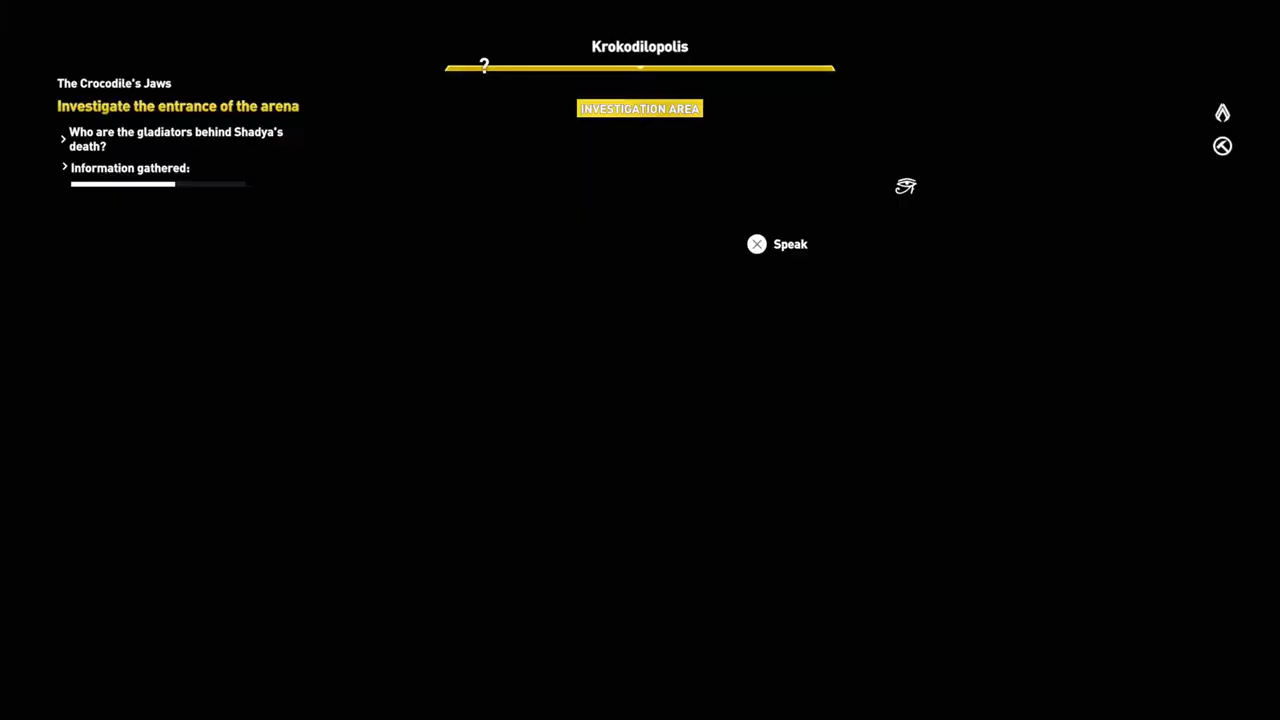 Krokodilopolis
?
The Crocodile's Jaws
Investigate the entrance of the arena
INVESTIGATION AREA
Who are the gladiators behind Shadya's
death?
Information gathered:
Speak